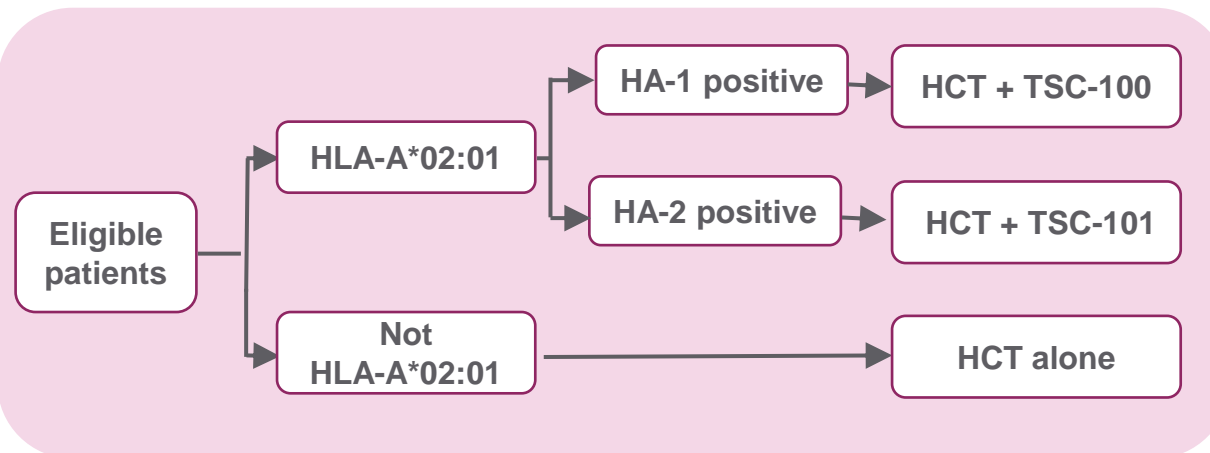 HA-1 positive
HCT + TSC-100
HLA-A*02:01
HA-2 positive
HCT + TSC-101
Eligible
patients
Not
HLA-A*02:01
HCT alone